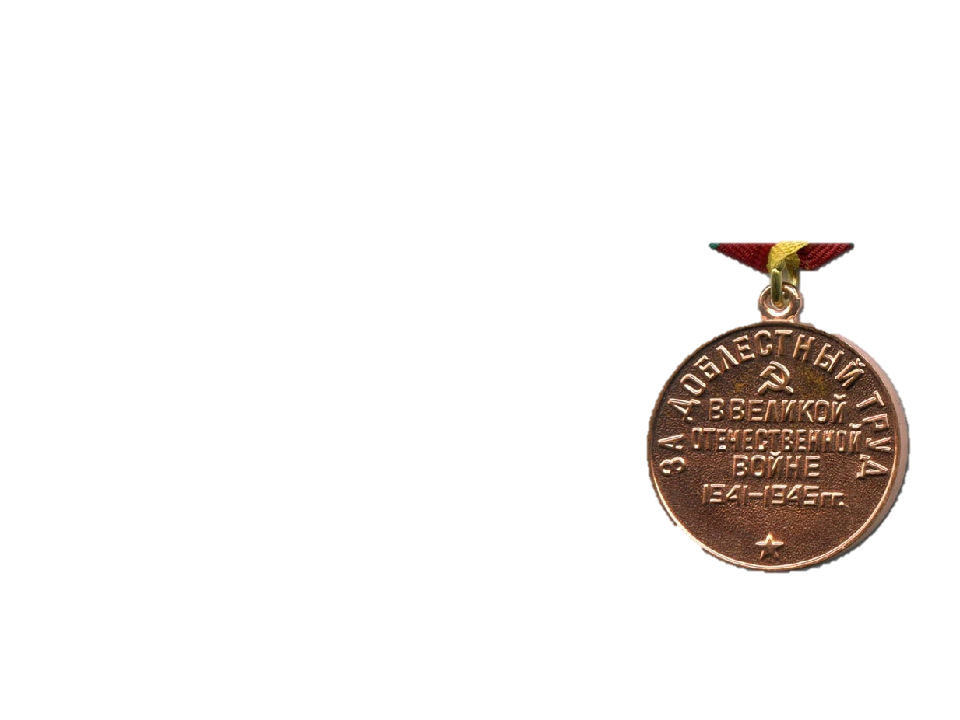 ЗА ДОБЛЕСТНЫЙ ТРУД
В ВЕЛИКОЙ
ОТЕЧЕСТВЕННОЙ
ВОЙНЕ
1941–1945 гг.